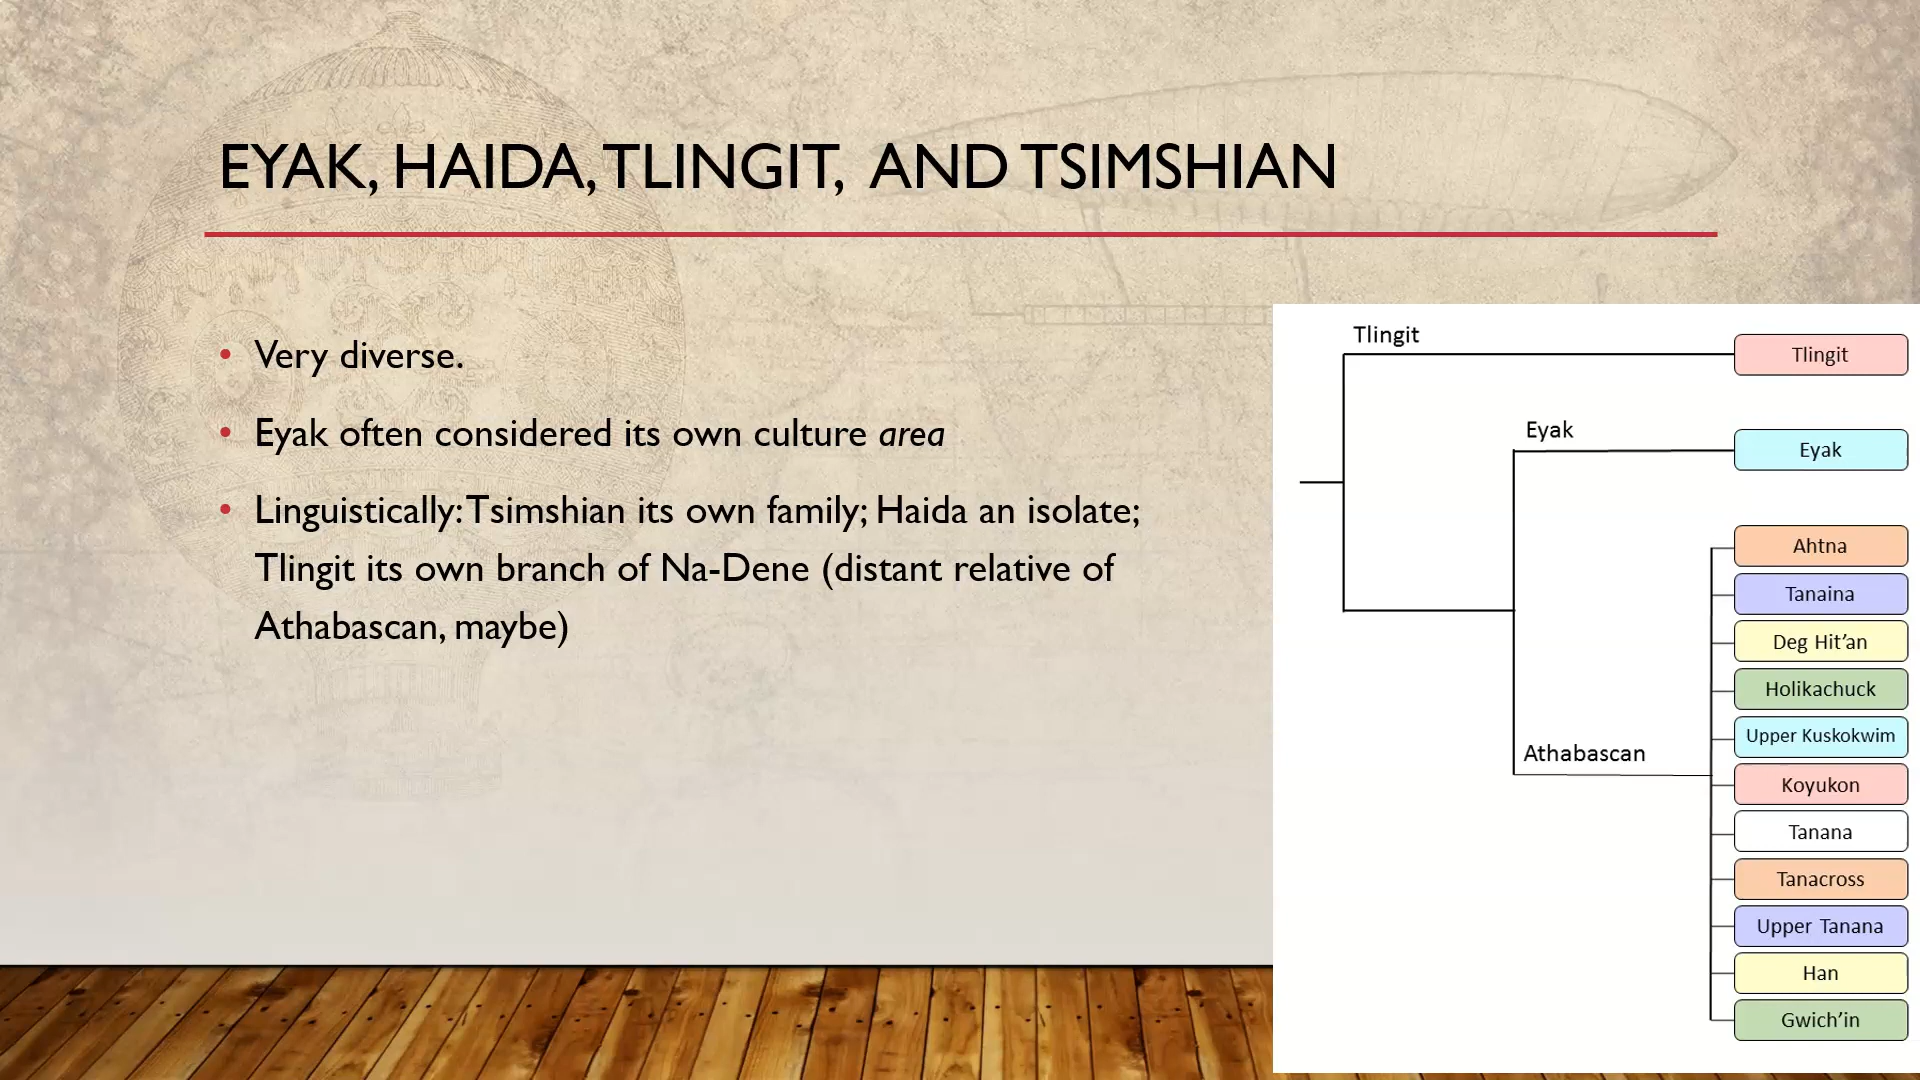 EYAK, HAIDA, TLINGIT, AND TSIMSHIAN
• Very diverse.
• Eyak often considered its own culture area
• Linguistically: Tsimshian its own family; Haida an isolate;
Tlingit its own branch of Na-Dene (distant relative of
Athabascan, maybe)
Tlingit
Tlingit
Eyak
Eyak
Athabascan
Ahtna
Tanaina
Deg Hit’an
Holikachuck
Upper Kuskokwim
Koyukon
Tanana
Tanacross
Upper Tanana
Han
Gwich’in